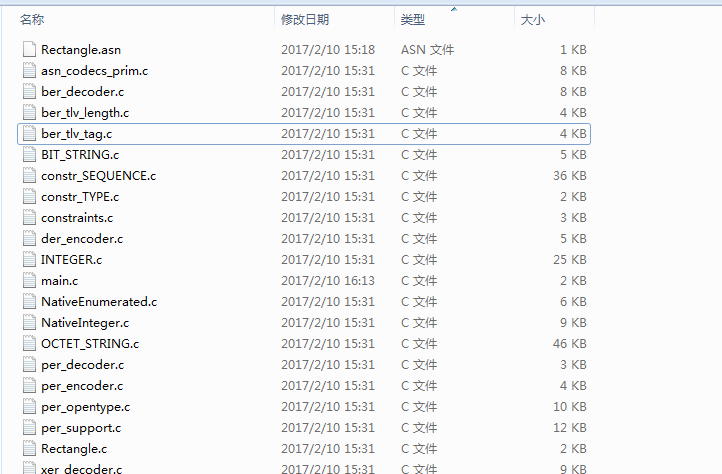 名称 修改日期 类型 大小
Rectangle.asn 2017/2/10 15:18 ASN 文件 1 KB
asn_codecs_prim.c 2017/2/10 15:31 C 文件 8 KB
ber_decoder.c 2017/2/10 15:31 C 文件 8 KB
ber_tlv_length.c 2017/2/10 15:31 C 文件 4 KB
ber_tlv_tag.c 2017/2/10 15:31 C 文件 4 KB
BIT_STRING.c 2017/2/10 15:31 C 文件 5 KB
constr_SEQUENCE.c 2017/2/10 15:31 C 文件 36 KB
constr_TYPE.c 2017/2/10 15:31 C 文件 2 KB
constraints.c 2017/2/10 15:31 C 文件 3 KB
der_encoder.c 2017/2/10 15:31 C 文件 5 KB
INTEGER.c 2017/2/10 15:31 C 文件 25 KB
main.c 2017/2/10 16:13 C 文件 2 KB
NativeEnumerated.c 2017/2/10 15:31 C 文件 6 KB
NativeInteger.c 2017/2/10 15:31 C 文件 9 KB
OCTET_STRING.c 2017/2/10 15:31 C 文件 46 KB
per_decoder.c 2017/2/10 15:31 C 文件 3 KB
per_encoder.c 2017/2/10 15:31 C 文件 4 KB
per_opentype.c 2017/2/10 15:31 C 文件 10 KB
per_support.c 2017/2/10 15:31 C 文件 12 KB
Rectangle.c 2017/2/10 15:31 C 文件 2 KB
xer_decoder.c 2017/2/10 15:31 C 文件 9 KB